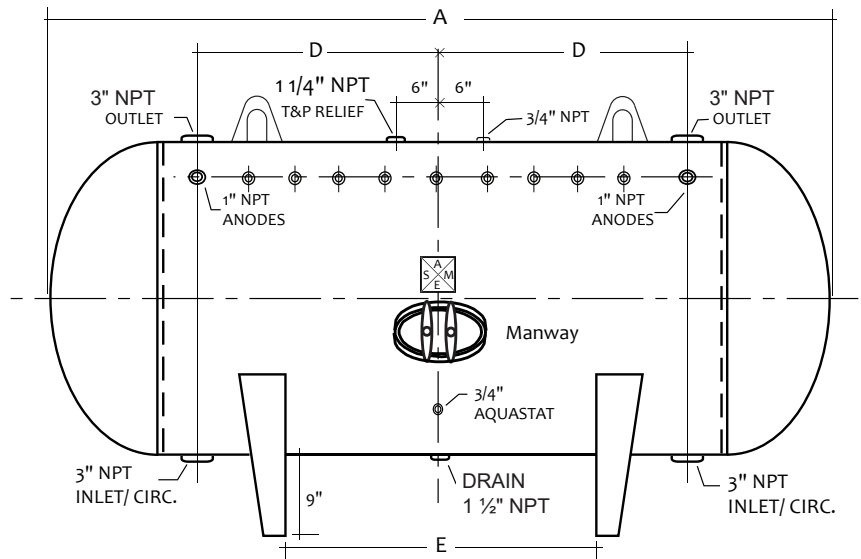 A
D
D
6"
6"
1 1/4" NPT
T&P RELIEF
3" NPT
OUTLET
3/4" NPT
3" NPT
OUTLET
1" NPT
ANODES
1" NPT
ANODES
A
S M
E
Manway
3/4"
AQUASTAT
3" NPT
INLET/ CIRC.
9"
DRAIN
1 ½" NPT
3" NPT
INLET/ CIRC.
E